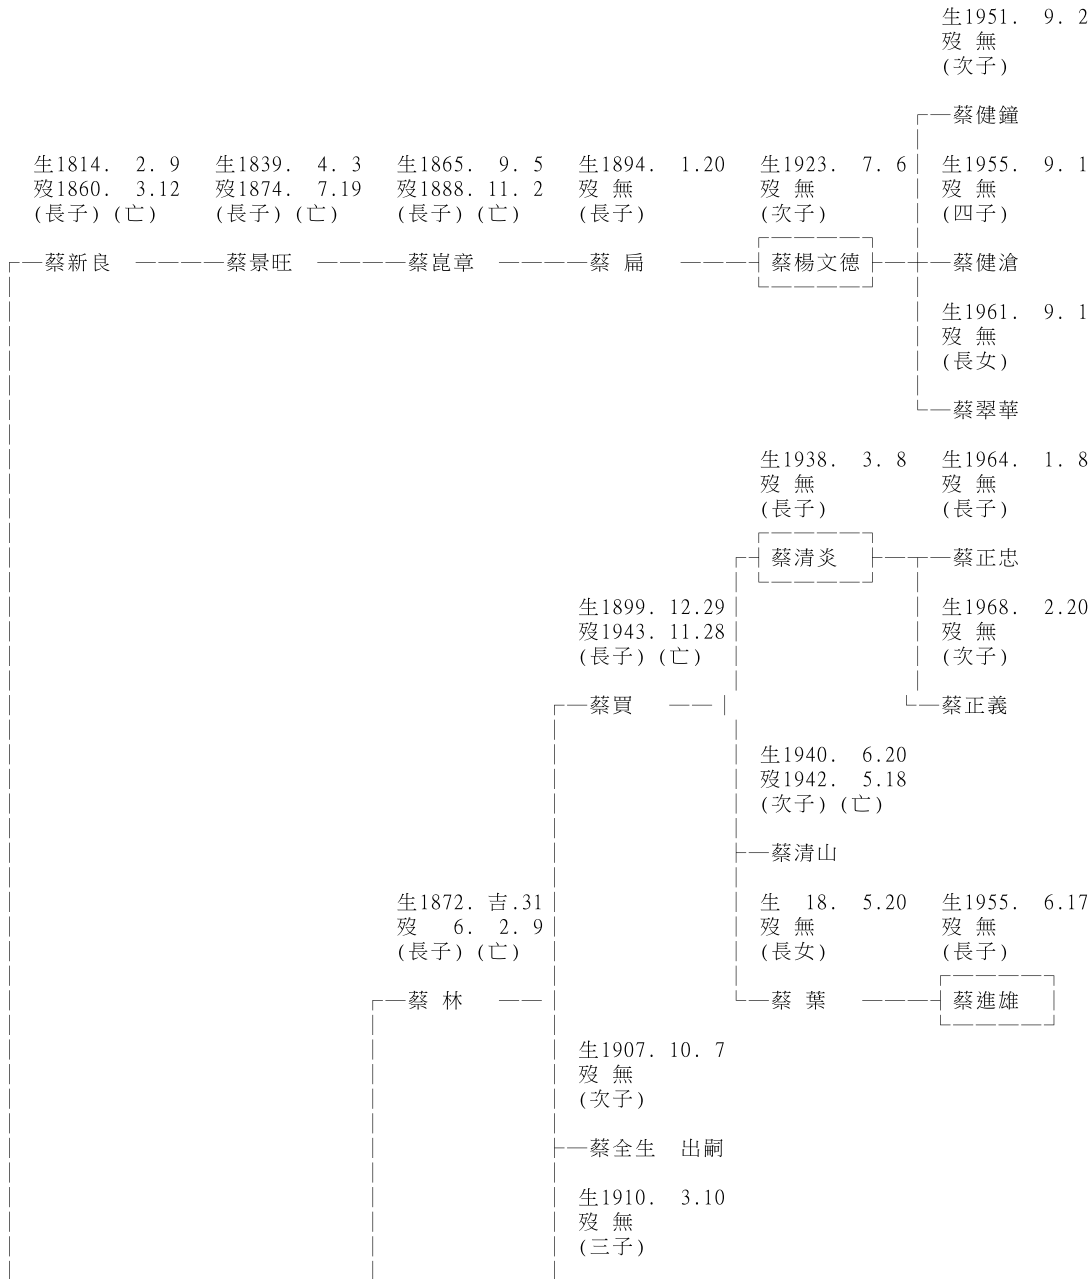 生1951. 9. 2
歿 無
(次子)
蔡健鐘
生1814. 2. 9 生1839. 4. 3 生1865. 9. 5 生1894. 1.20 生1923. 7. 6 生1955. 9. 1
歿1860. 3.12 歿1874. 7.19 歿1888. 11. 2 歿 無 歿 無 歿 無
(長子) (亡) (長子) (亡) (長子) (亡) (長子) (次子) (四子)
蔡新良 蔡景旺 蔡崑章 蔡 扁 蔡楊文德 蔡健滄
生1961. 9. 1
歿 無
(長女)
蔡翠華
生1938. 3. 8 生1964. 1. 8
歿 無 歿 無
(長子) (長子)
蔡清炎 蔡正忠
生1899. 12.29 生1968. 2.20
歿1943. 11.28 歿 無
(長子) (亡) (次子)
蔡買 蔡正義
生1940. 6.20
歿1942. 5.18
(次子) (亡)
蔡清山
生1872. 吉.31 生 18. 5.20 生1955. 6.17
歿 6. 2. 9 歿 無 歿 無
(長子) (亡) (長女) (長子)
蔡 林 蔡 葉 蔡進雄
生1907. 10. 7
歿 無
(次子)
蔡全生 出嗣
生1910. 3.10
歿 無
(三子)